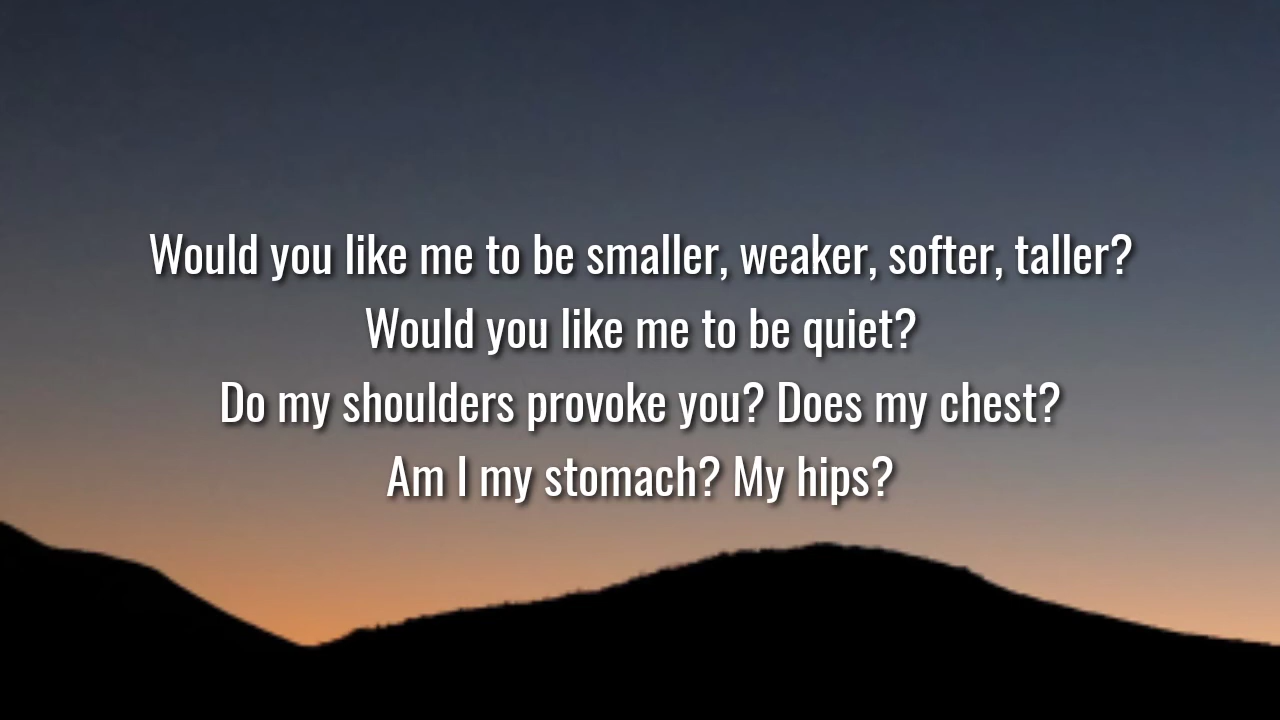 Would you like me to be smaller, weaker, softer, taller?
Would you like me to be quiet?
Do my shoulders provoke you? Does my chest?
Am I my stomach? My hips?